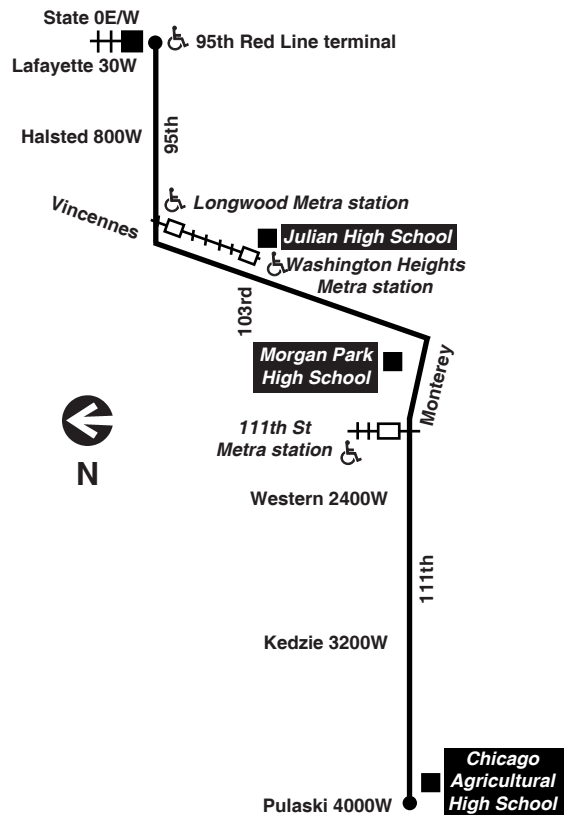 State 0E/W
95th Red Line terminal
Lafayette 30W
Halsted 800W
95th
Vincennes
Longwood Metra station
Julian High School
Washington Heights
Metra station
103rd
Morgan Park
High School
Monterey
111th St
Metra station
N
Western 2400W
111th
Kedzie 3200W
Chicago
Agricultural
High School
Pulaski 4000W